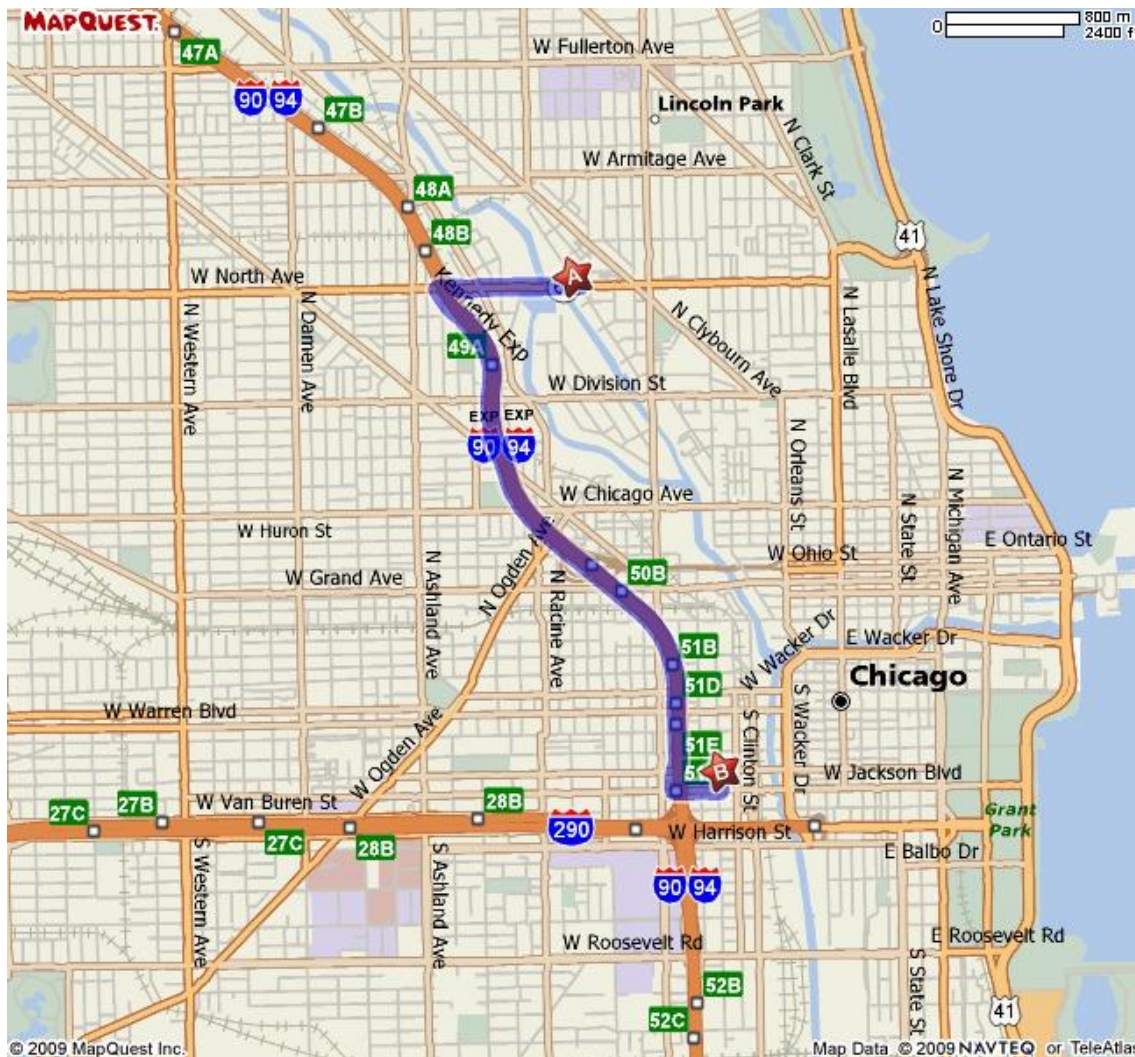 MAPQUEST.
0 800 m
2400 f
47A
W Fullerton Ave
90 94
47B
Lincoln Park
N Clark St
W Armitage Ave
48A
48B
41
W North Ave
A
Kennedy Exp
N Lake Shore Dr
N Western Ave
N Damen Ave
N Clybourn Ave
N Lasalle Blvd
49A
W Division St
EXP EXP
90 94
N Orleans St
N State St
N Michigan Ave
W Chicago Ave
W Huron St
N Ogden Ave
E Ontario St
W Ohio St
W Grand Ave
50B
N Ashland Ave
N Racine Ave
W Wacker Dr
E Wacker Dr
51B
51D
Chicago
W Warren Blvd
W Ogden Ave
S Clinton St
S Wacker Dr
51E
B
W Jackson Blvd
W Van Buren St
27C
27B
28B
27C
28B
290
W Harrison St
Grant
Park
E Balbo Dr
S Western Ave
S Ashland Ave
90 94
W Roosevelt Rd
E Roosevelt Rd
S State St
52B
52C
41
© 2009 MapQuest Inc.
Map Data © 2009 NAVTEQ or TeleAtlas